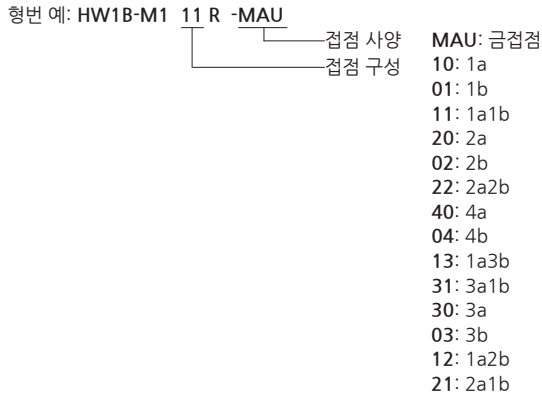 형번 예: HW1B-M1 11 R -MAU
접점 사양 MAU: 금접점
접점 구성 10: 1a
01: 1b
11: 1a1b
20: 2a
02: 2b
22: 2a2b
40: 4a
04: 4b
13: 1a3b
31: 3a1b
30: 3a
03: 3b
12: 1a2b
21: 2a1b